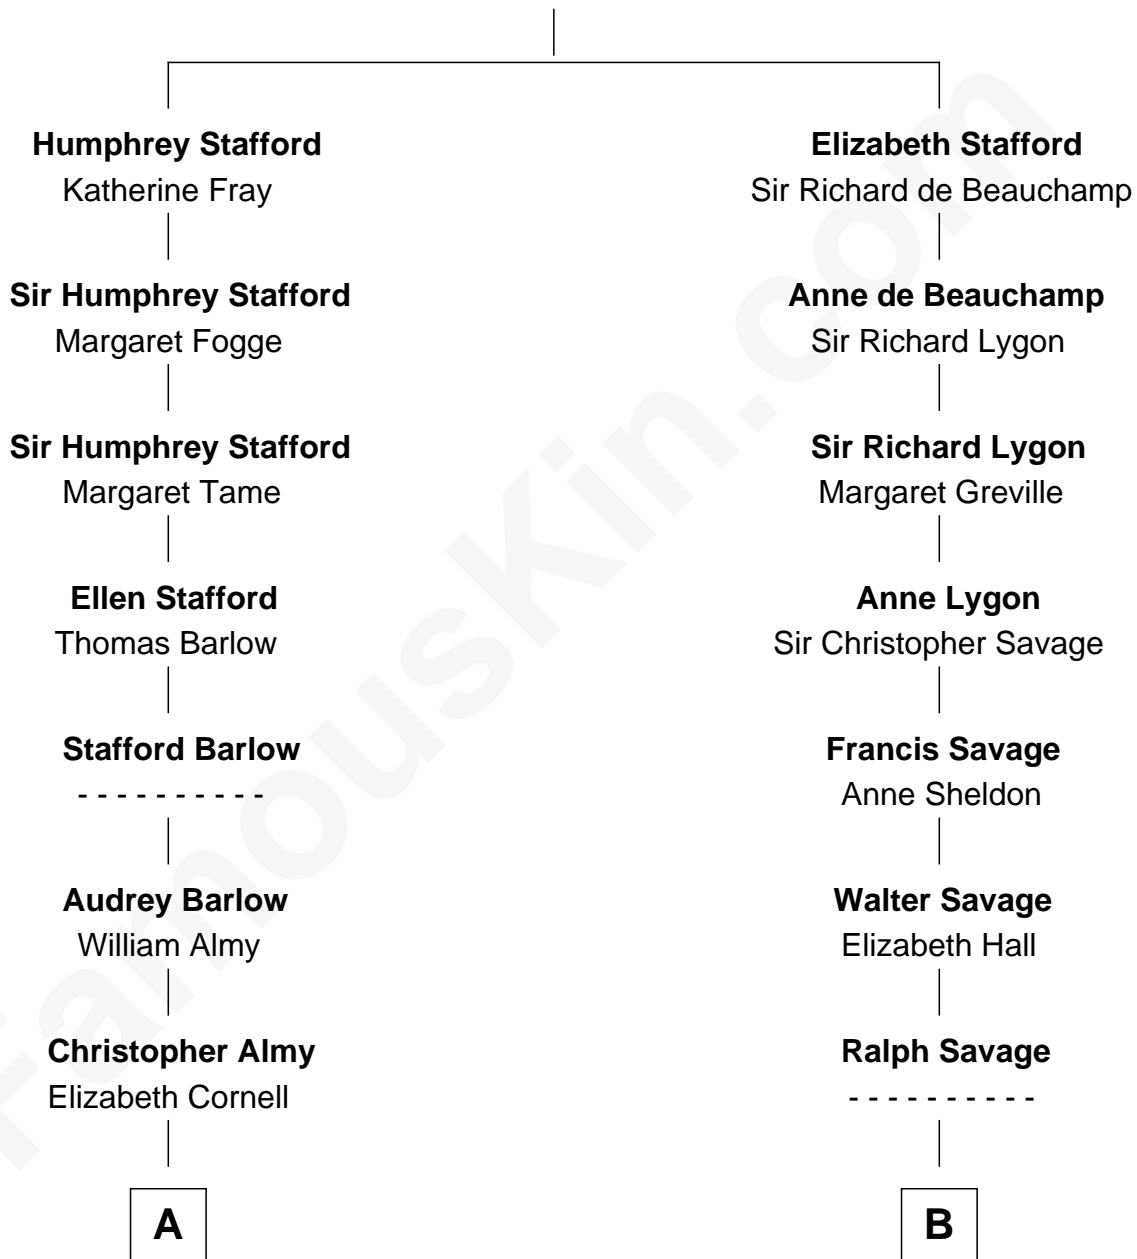 Humphrey Stafford
Katherine Fray
Sir Humphrey Stafford
Margaret Fogge
Sir Humphrey Stafford
Margaret Tame
Ellen Stafford
Thomas Barlow
Stafford Barlow
- - - - - - - - - -
Audrey Barlow
William Almy
Christopher Almy
Elizabeth Cornell
A
Elizabeth Stafford
Sir Richard de Beauchamp
Anne de Beauchamp
Sir Richard Lygon
Sir Richard Lygon
Margaret Greville
Anne Lygon
Sir Christopher Savage
Francis Savage
Anne Sheldon
Walter Savage
Elizabeth Hall
Ralph Savage
- - - - - - - - - -
B
FamousKin.com